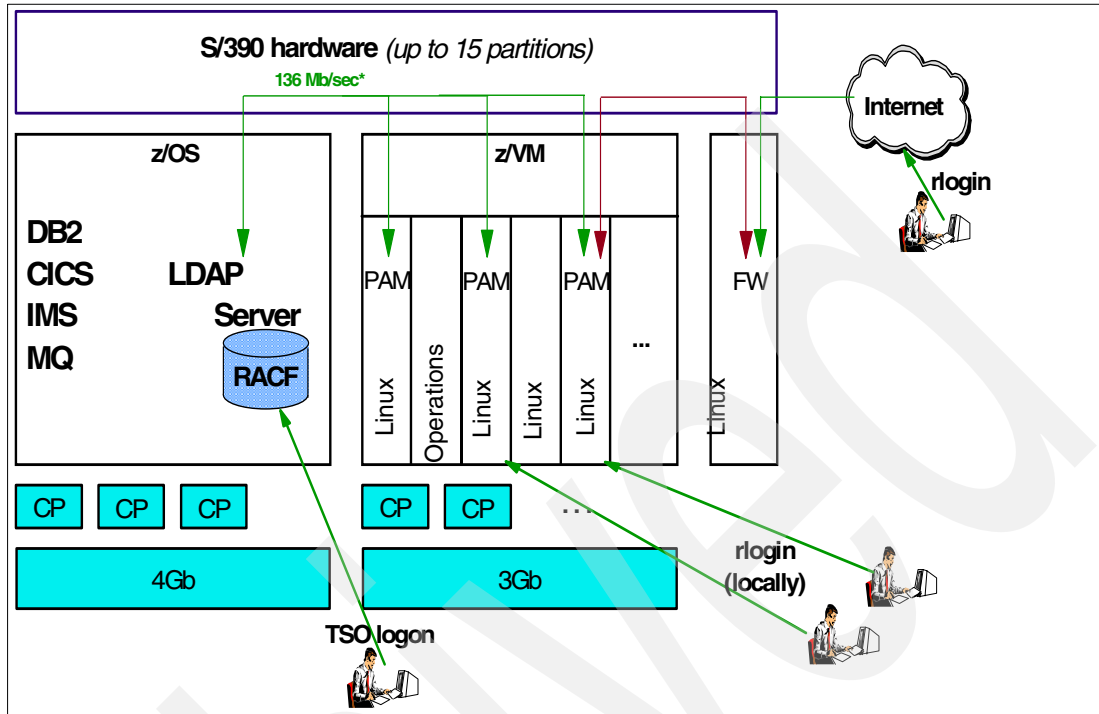 S/390 hardware (up to 15 partitions)
136 Mb/sec*
Internet
rlogin
z/OS
z/VM
DB2
CICS
IMS
MQ
LDAP
Server
RACF
PAM
PAM
PAM
FW
...
Linux
Operations
Linux
Linux
Linux
Linux
CP
CP
CP
CP
CP
...
4Gb
3Gb
rlogin
(locally)
TSO logon